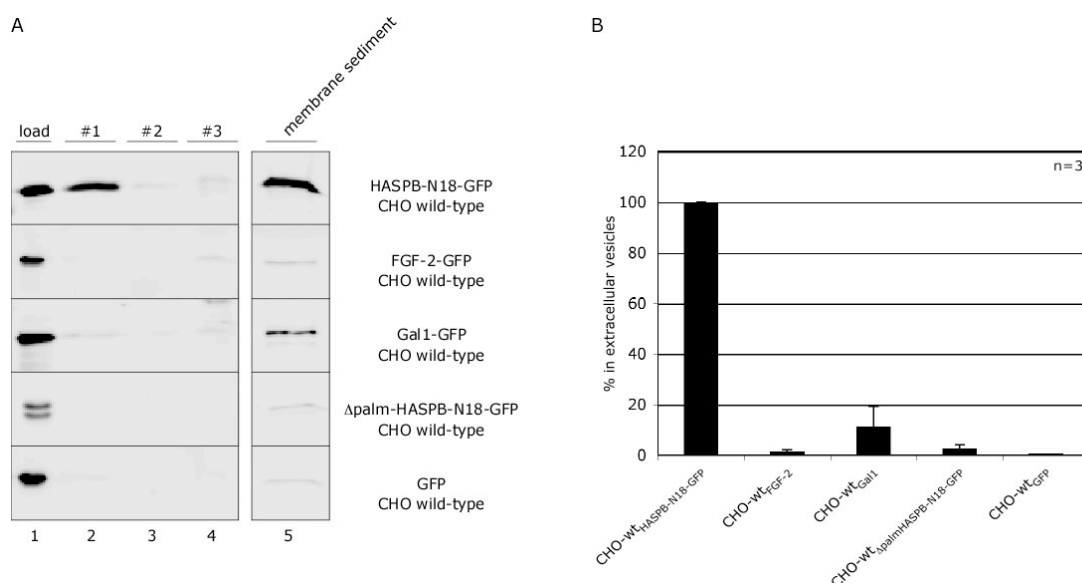 A
membrane sediment
load #1 #2 #3
HASPB-N18-GFP
CHO wild-type
FGF-2-GFP
CHO wild-type
Gal1-GFP
CHO wild-type
Δpalm-HASPB-N18-GFP
CHO wild-type
GFP
CHO wild-type
1 2 3 4 5
B
n=3
% in extracellular vesicles
120
100
80
60
40
20
0
CHO-wtHASPB-N18-GFP
CHO-wtFGF-2
CHO-wtGal1
CHO-wtΔpalmHASPB-N18-GFP
CHO-wtGFP